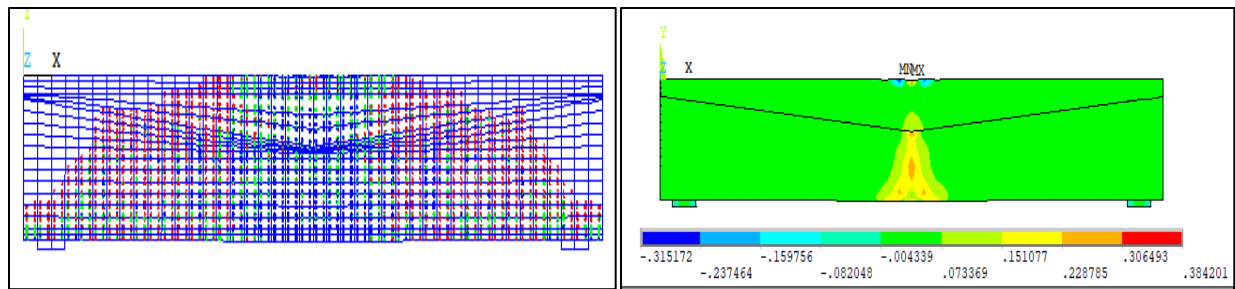 Z X
Y
Z X
MNMX
-.315172 -.159756 -.004339 .151077 .306493
-.237464 -.082048 .073369 .228785 .384201